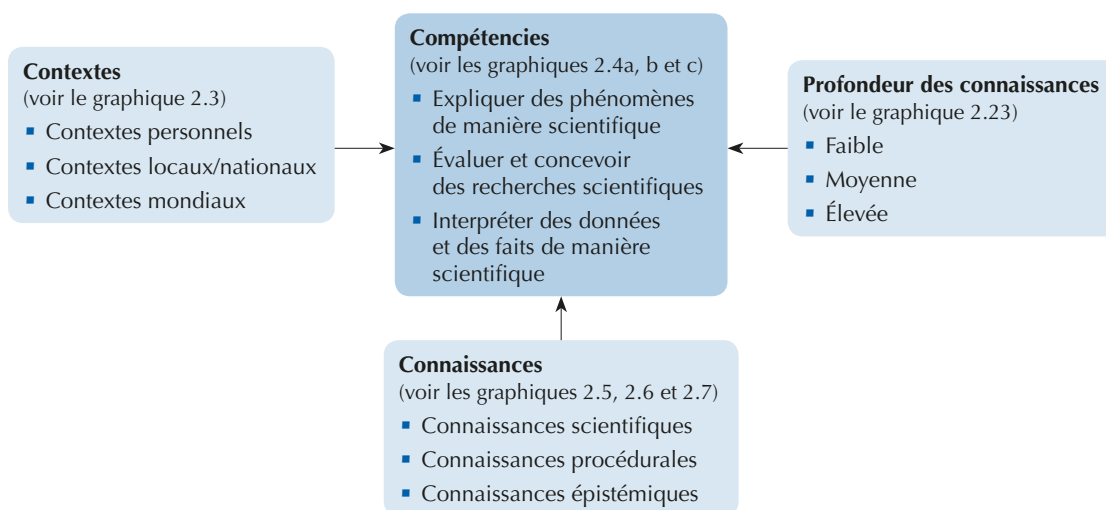 Contextes
(voir le graphique 2.3)
▪ Contextes personnels
▪ Contextes locaux/nationaux
▪ Contextes mondiaux
Compétencies
(voir les graphiques 2.4a, b et c)
▪ Expliquer des phénomènes
de manière scientifique
▪ Évaluer et concevoir
des recherches scientifiques
▪ Interpréter des données
et des faits de manière
scientifique
Profondeur des connaissances
(voir le graphique 2.23)
▪ Faible
▪ Moyenne
▪ Élevée
Connaissances
(voir les graphiques 2.5, 2.6 et 2.7)
▪ Connaissances scientifiques
▪ Connaissances procédurales
▪ Connaissances épistémiques